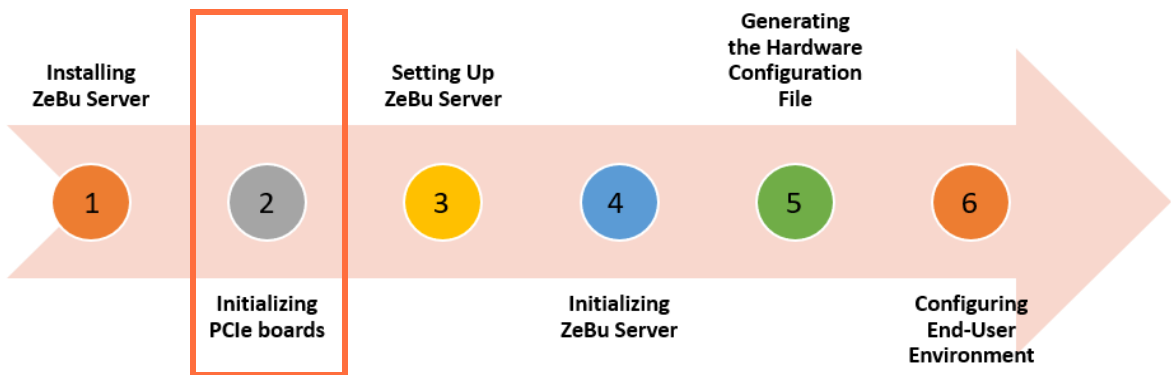 Installing
ZeBu Server
1
2
Initializing
PCIe boards
Setting Up
ZeBu Server
3
4
Initializing
ZeBu Server
Generating
the Hardware
Configuration
File
5
6
Configuring
End-User
Environment